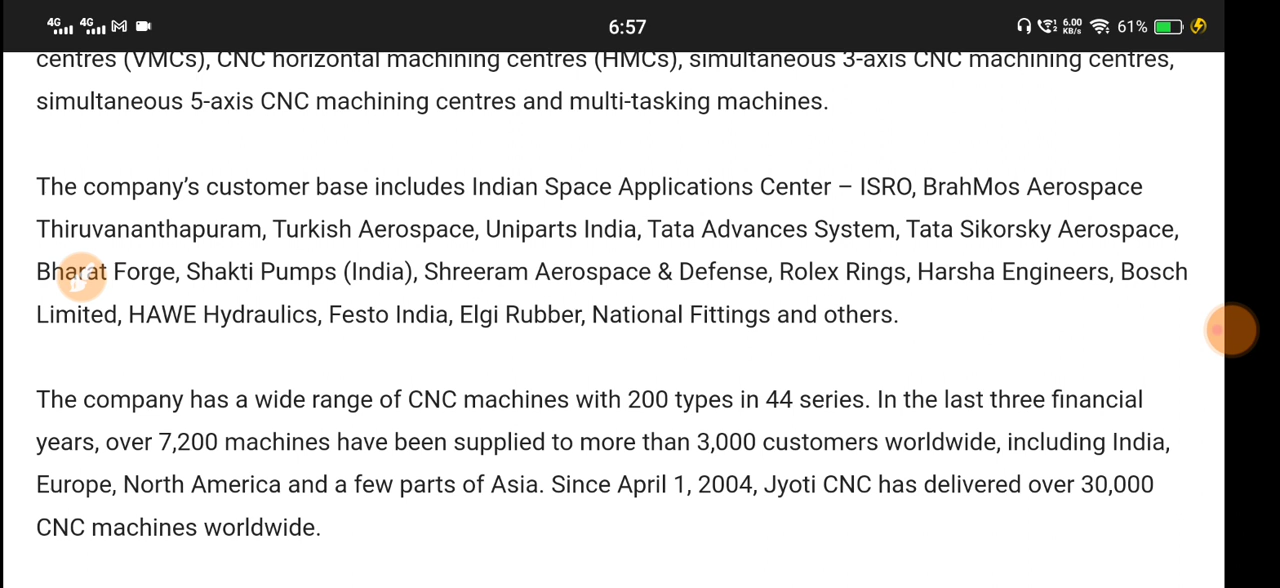 4G 4G 6:57 6.00 KB/s 61%
centres (VMCs), CNC horizontal machining centres (HMCs), simultaneous 3-axis CNC machining centres,
simultaneous 5-axis CNC machining centres and multi-tasking machines.
The company’s customer base includes Indian Space Applications Center – ISRO, BrahMos Aerospace
Thiruvananthapuram, Turkish Aerospace, Uniparts India, Tata Advances System, Tata Sikorsky Aerospace,
Bharat Forge, Shakti Pumps (India), Shreeram Aerospace & Defense, Rolex Rings, Harsha Engineers, Bosch
Limited, HAWE Hydraulics, Festo India, Elgi Rubber, National Fittings and others.
The company has a wide range of CNC machines with 200 types in 44 series. In the last three financial
years, over 7,200 machines have been supplied to more than 3,000 customers worldwide, including India,
Europe, North America and a few parts of Asia. Since April 1, 2004, Jyoti CNC has delivered over 30,000
CNC machines worldwide.